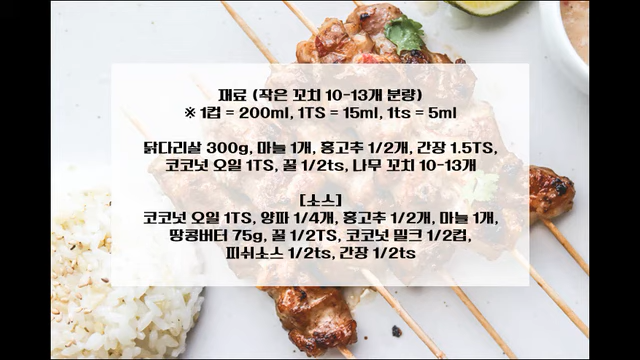 재료 (작은 꼬치 10-13개 분량)
※ 1컵 = 200ml, 1TS = 15ml, 1ts = 5ml
닭다리살 300g, 마늘 1개, 홍고추 1/2개, 간장 1.5TS,
코코넛 오일 1TS, 꿀 1/2ts, 나무 꼬치 10-13개
[소스]
코코넛 오일 1TS, 양파 1/4개, 홍고추 1/2개, 마늘 1개,
땅콩버터 75g, 꿀 1/2TS, 코코넛 밀크 1/2컵,
피쉬소스 1/2ts, 간장 1/2ts